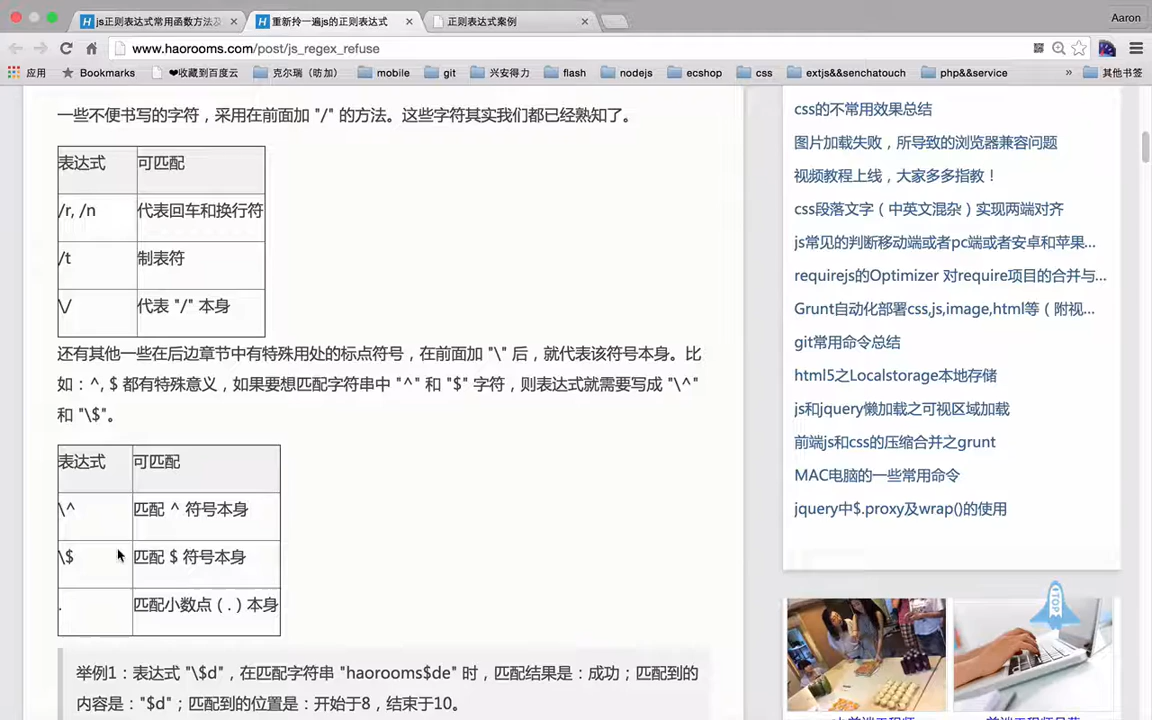 js正则表达式常用函数方法及
重新拎一遍js的正则表达式
正则表达式案例
Aaron
www.haorooms.com/post/js_regex_refuse
应用
Bookmarks
❤收藏到百度云
克尔瑞（昉加）
mobile
git
兴安得力
flash
nodejs
ecshop
css
extjs&&senchatouch
php&&service
»
其他书签
一些不便书写的字符，采用在前面加 "/" 的方法。这些字符其实我们都已经熟知了。
表达式 可匹配
/r, /n 代表回车和换行符
/t 制表符
\/ 代表 "/" 本身
还有其他一些在后边章节中有特殊用处的标点符号，在前面加 "\" 后，就代表该符号本身。比
如：^, $ 都有特殊意义，如果要想匹配字符串中 "^" 和 "$" 字符，则表达式就需要写成 "\^"
和 "\$"。
表达式 可匹配
\^ 匹配 ^ 符号本身
\$ 匹配 $ 符号本身
. 匹配小数点（.）本身
举例1：表达式 "\$d"，在匹配字符串 "haorooms$de" 时，匹配结果是：成功；匹配到的
内容是："$d"；匹配到的位置是：开始于8，结束于10。
css的不常用效果总结
图片加载失败，所导致的浏览器兼容问题
视频教程上线，大家多多指教！
css段落文字（中英文混杂）实现两端对齐
js常见的判断移动端或者pc端或者安卓和苹果...
requirejs的Optimizer 对require项目的合并与...
Grunt自动化部署css,js,image,html等（附视...
git常用命令总结
html5之Localstorage本地存储
js和jquery懒加载之可视区域加载
前端js和css的压缩合并之grunt
MAC电脑的一些常用命令
jquery中$.proxy及wrap()的使用
TOP